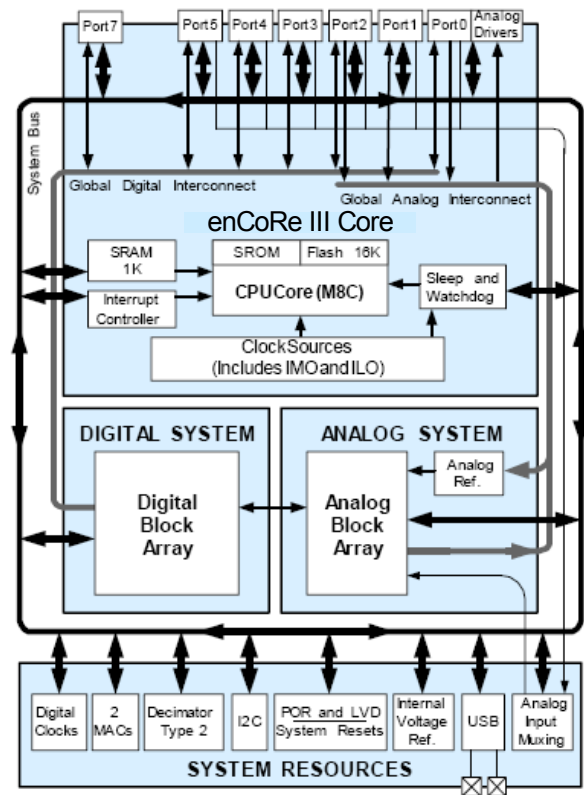 Port7
Port5
Port4
Port3
Port2
Port1
Port0
Analog
Drivers
System Bus
Global Digital Interconnect
Global Analog Interconnect
enCoRe III Core
SRAM
1K
SROM
Flash 16K
CPUCore (M8C)
Sleep and
Watchdog
Interrupt
Controller
ClockSources
(Includes IMO and ILO)
DIGITAL SYSTEM
ANALOG SYSTEM
Digital
Block
Array
Analog
Block
Array
Analog
Ref.
Digital
Clocks
2
MACs
Decimator
Type 2
I2C
POR and LVD
System Resets
Internal
Voltage
Ref.
USB
Analog
Input
Muxing
SYSTEM RESOURCES